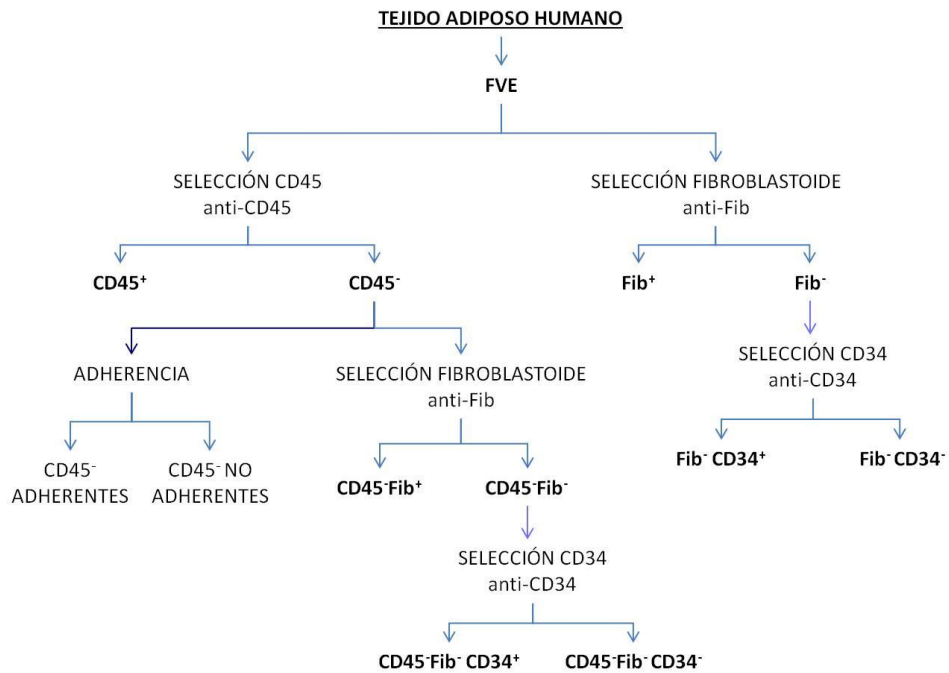 TEJIDO ADIPOSO HUMANO
FVE
SELECCIÓN CD45
anti-CD45
SELECCIÓN FIBROBLASTOIDE
anti-Fib
CD45⁺
CD45⁻
Fib⁺
Fib⁻
ADHERENCIA
SELECCIÓN FIBROBLASTOIDE
anti-Fib
SELECCIÓN CD34
anti-CD34
CD45⁻
ADHERENTES
CD45⁻ NO
ADHERENTES
CD45⁻Fib⁺
CD45⁻Fib⁻
Fib⁻ CD34⁺
Fib⁻ CD34⁻
SELECCIÓN CD34
anti-CD34
CD45⁻Fib⁻ CD34⁺
CD45⁻Fib⁻ CD34⁻